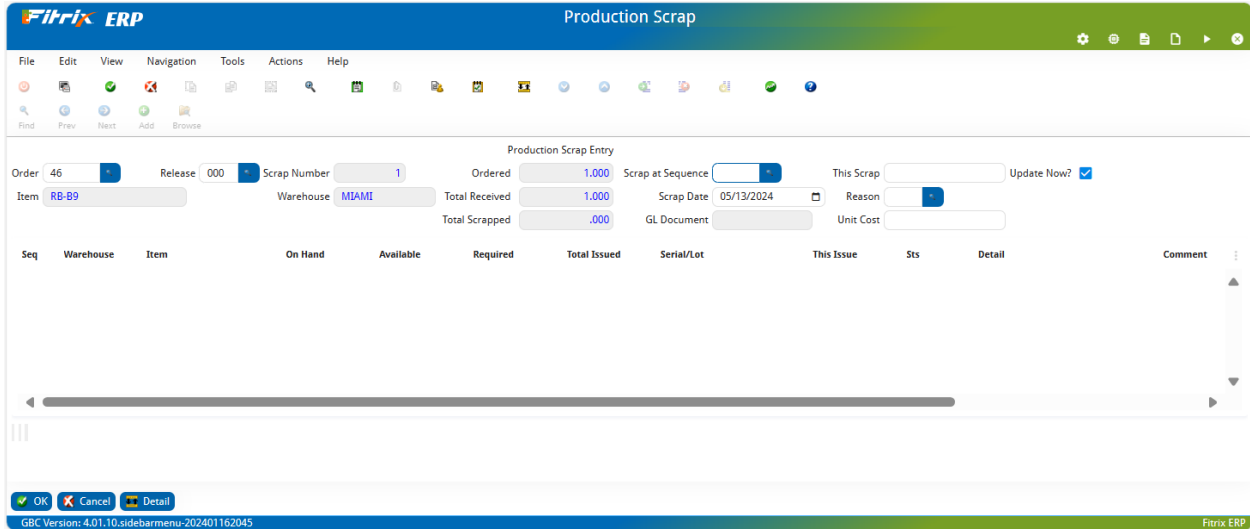 Fitrix ERP Production Scrap
File Edit View Navigation Tools Actions Help
Find Prev Next Add Browse
Production Scrap Entry
Order 46 Release 000 Scrap Number 1 Ordered 1.000 Scrap at Sequence This Scrap Update Now?
Item RB-B9 Warehouse MIAMI Total Received 1.000 Scrap Date 05/13/2024 Reason
Total Scrapped .000 GL Document Unit Cost
Seq Warehouse Item On Hand Available Required Total Issued Serial/Lot This Issue Sts Detail Comment
OK Cancel Detail
GBC Version: 4.01.10.sidebarmenu-202401162045 Fitrix ERP